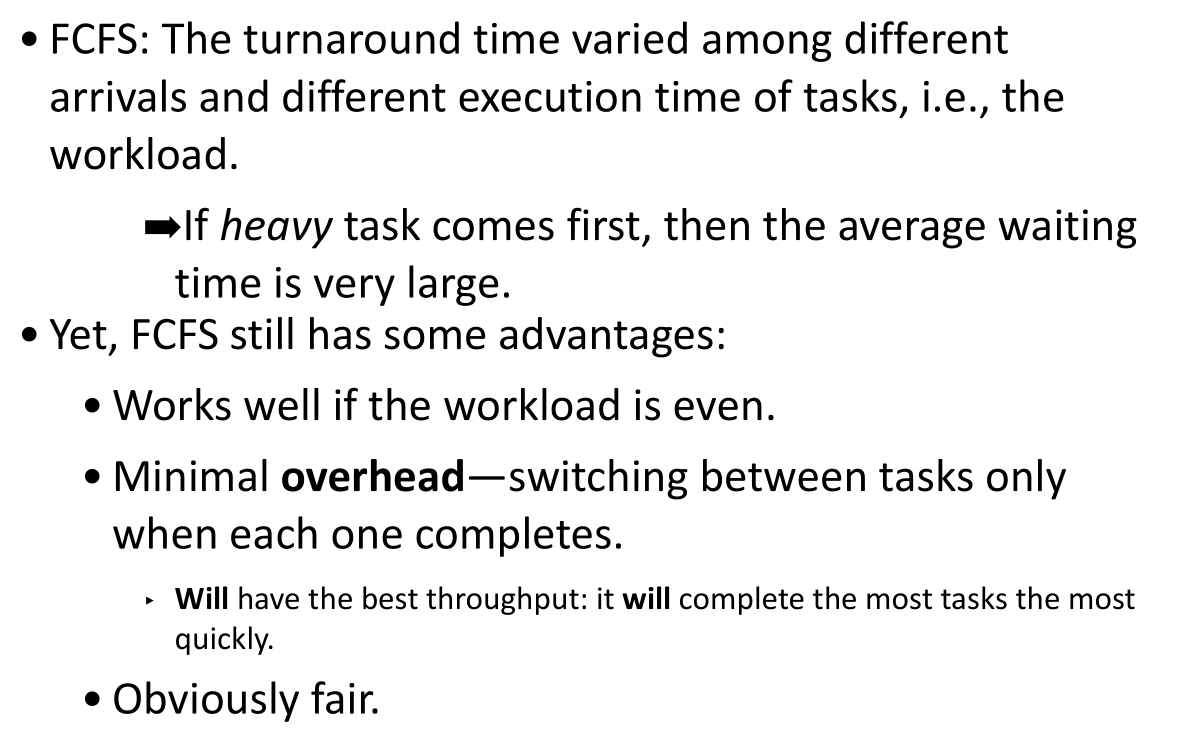 • FCFS: The turnaround time varied among different
arrivals and different execution time of tasks, i.e., the
workload.
➡If heavy task comes first, then the average waiting
time is very large.
• Yet, FCFS still has some advantages:
• Works well if the workload is even.
• Minimal overhead—switching between tasks only
when each one completes.
‣ Will have the best throughput: it will complete the most tasks the most
quickly.
• Obviously fair.